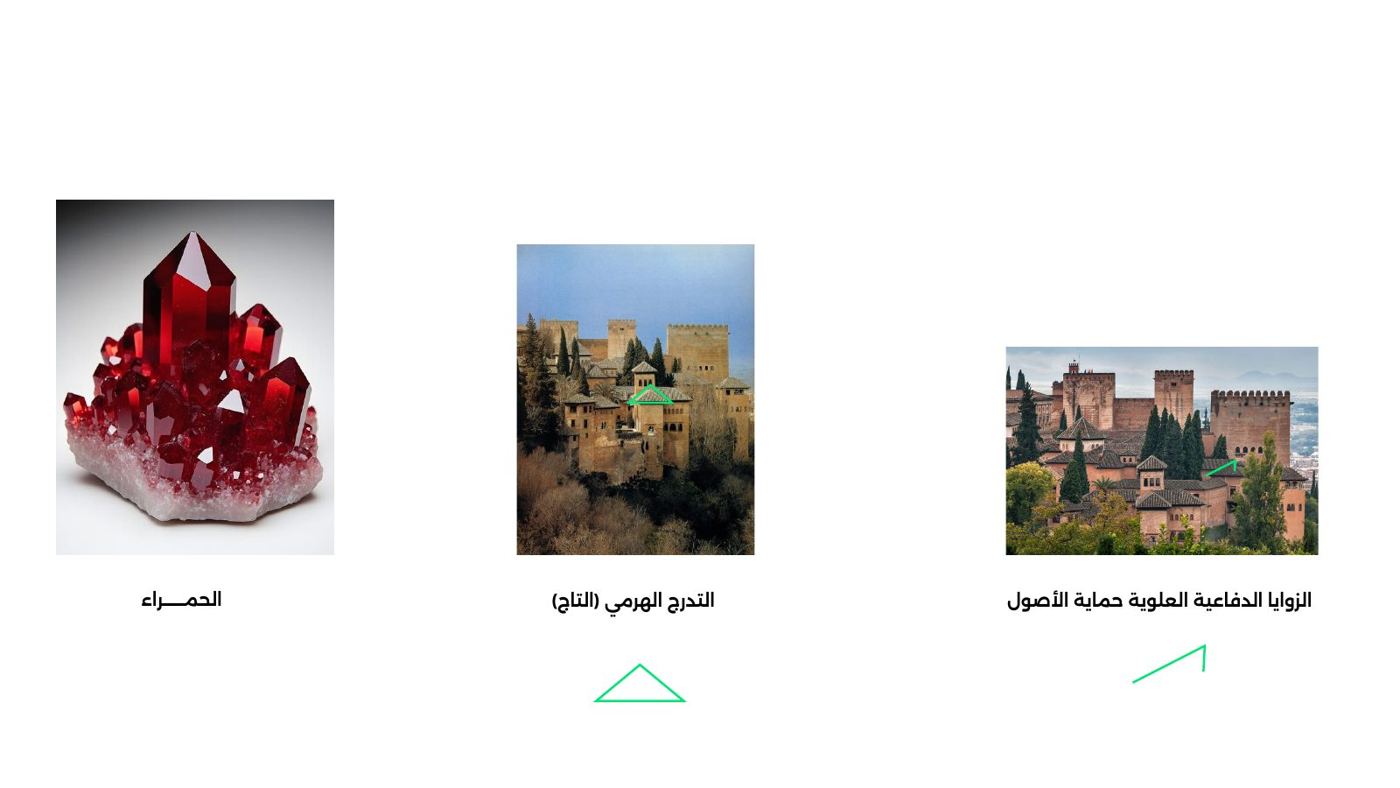 الزوايا الدفاعية العلوية حماية الأصول
التدرج الهرمي (التاج)
الحمـــراء